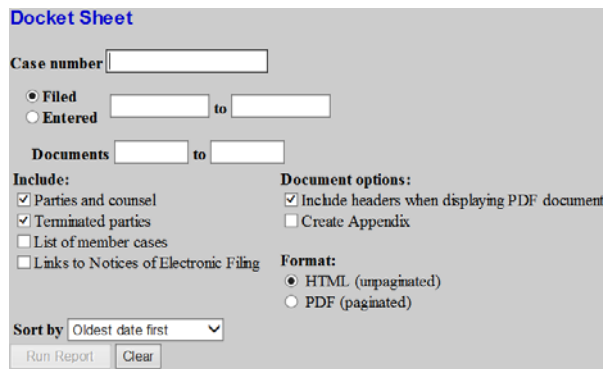 Docket Sheet
Case number
Filed
Entered
to
Documents to
Include:
Parties and counsel
Terminated parties
List of member cases
Links to Notices of Electronic Filing
Document options:
Include headers when displaying PDF document
Create Appendix
Format:
HTML (unpaginated)
PDF (paginated)
Sort by Oldest date first
Run Report Clear